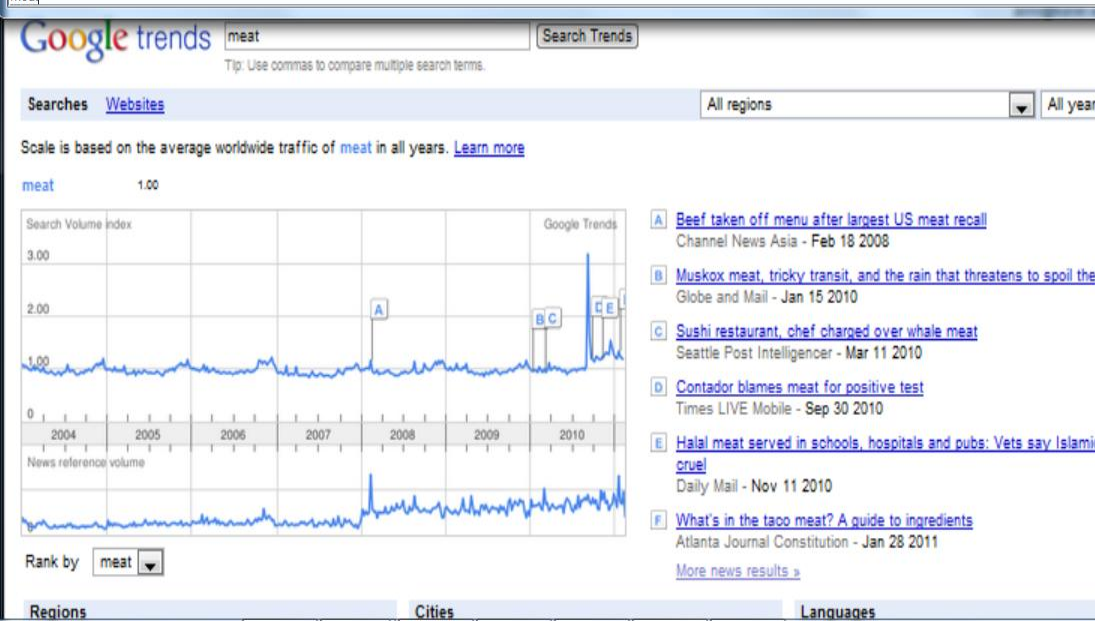 Google trends meat Search Trends
Tip: Use commas to compare multiple search terms.
Searches Websites All regions All year
Scale is based on the average worldwide traffic of meat in all years. Learn more
meat 1.00
Search Volume index Google Trends
3.00
2.00
1.00
0
A
B C
D E
2004 2005 2006 2007 2008 2009 2010
News reference volume
0
Rank by meat
A Beef taken off menu after largest US meat recall
Channel News Asia - Feb 18 2008
B Muskox meat, tricky transit, and the rain that threatens to spoil the
Globe and Mail - Jan 15 2010
C Sushi restaurant, chef charged over whale meat
Seattle Post Intelligencer - Mar 11 2010
D Contador blames meat for positive test
Times LIVE Mobile - Sep 30 2010
E Halal meat served in schools, hospitals and pubs: Vets say Islami
cruel
Daily Mail - Nov 11 2010
F What's in the taco meat? A guide to ingredients
Atlanta Journal Constitution - Jan 28 2011
More news results »
Regions Cities Languages